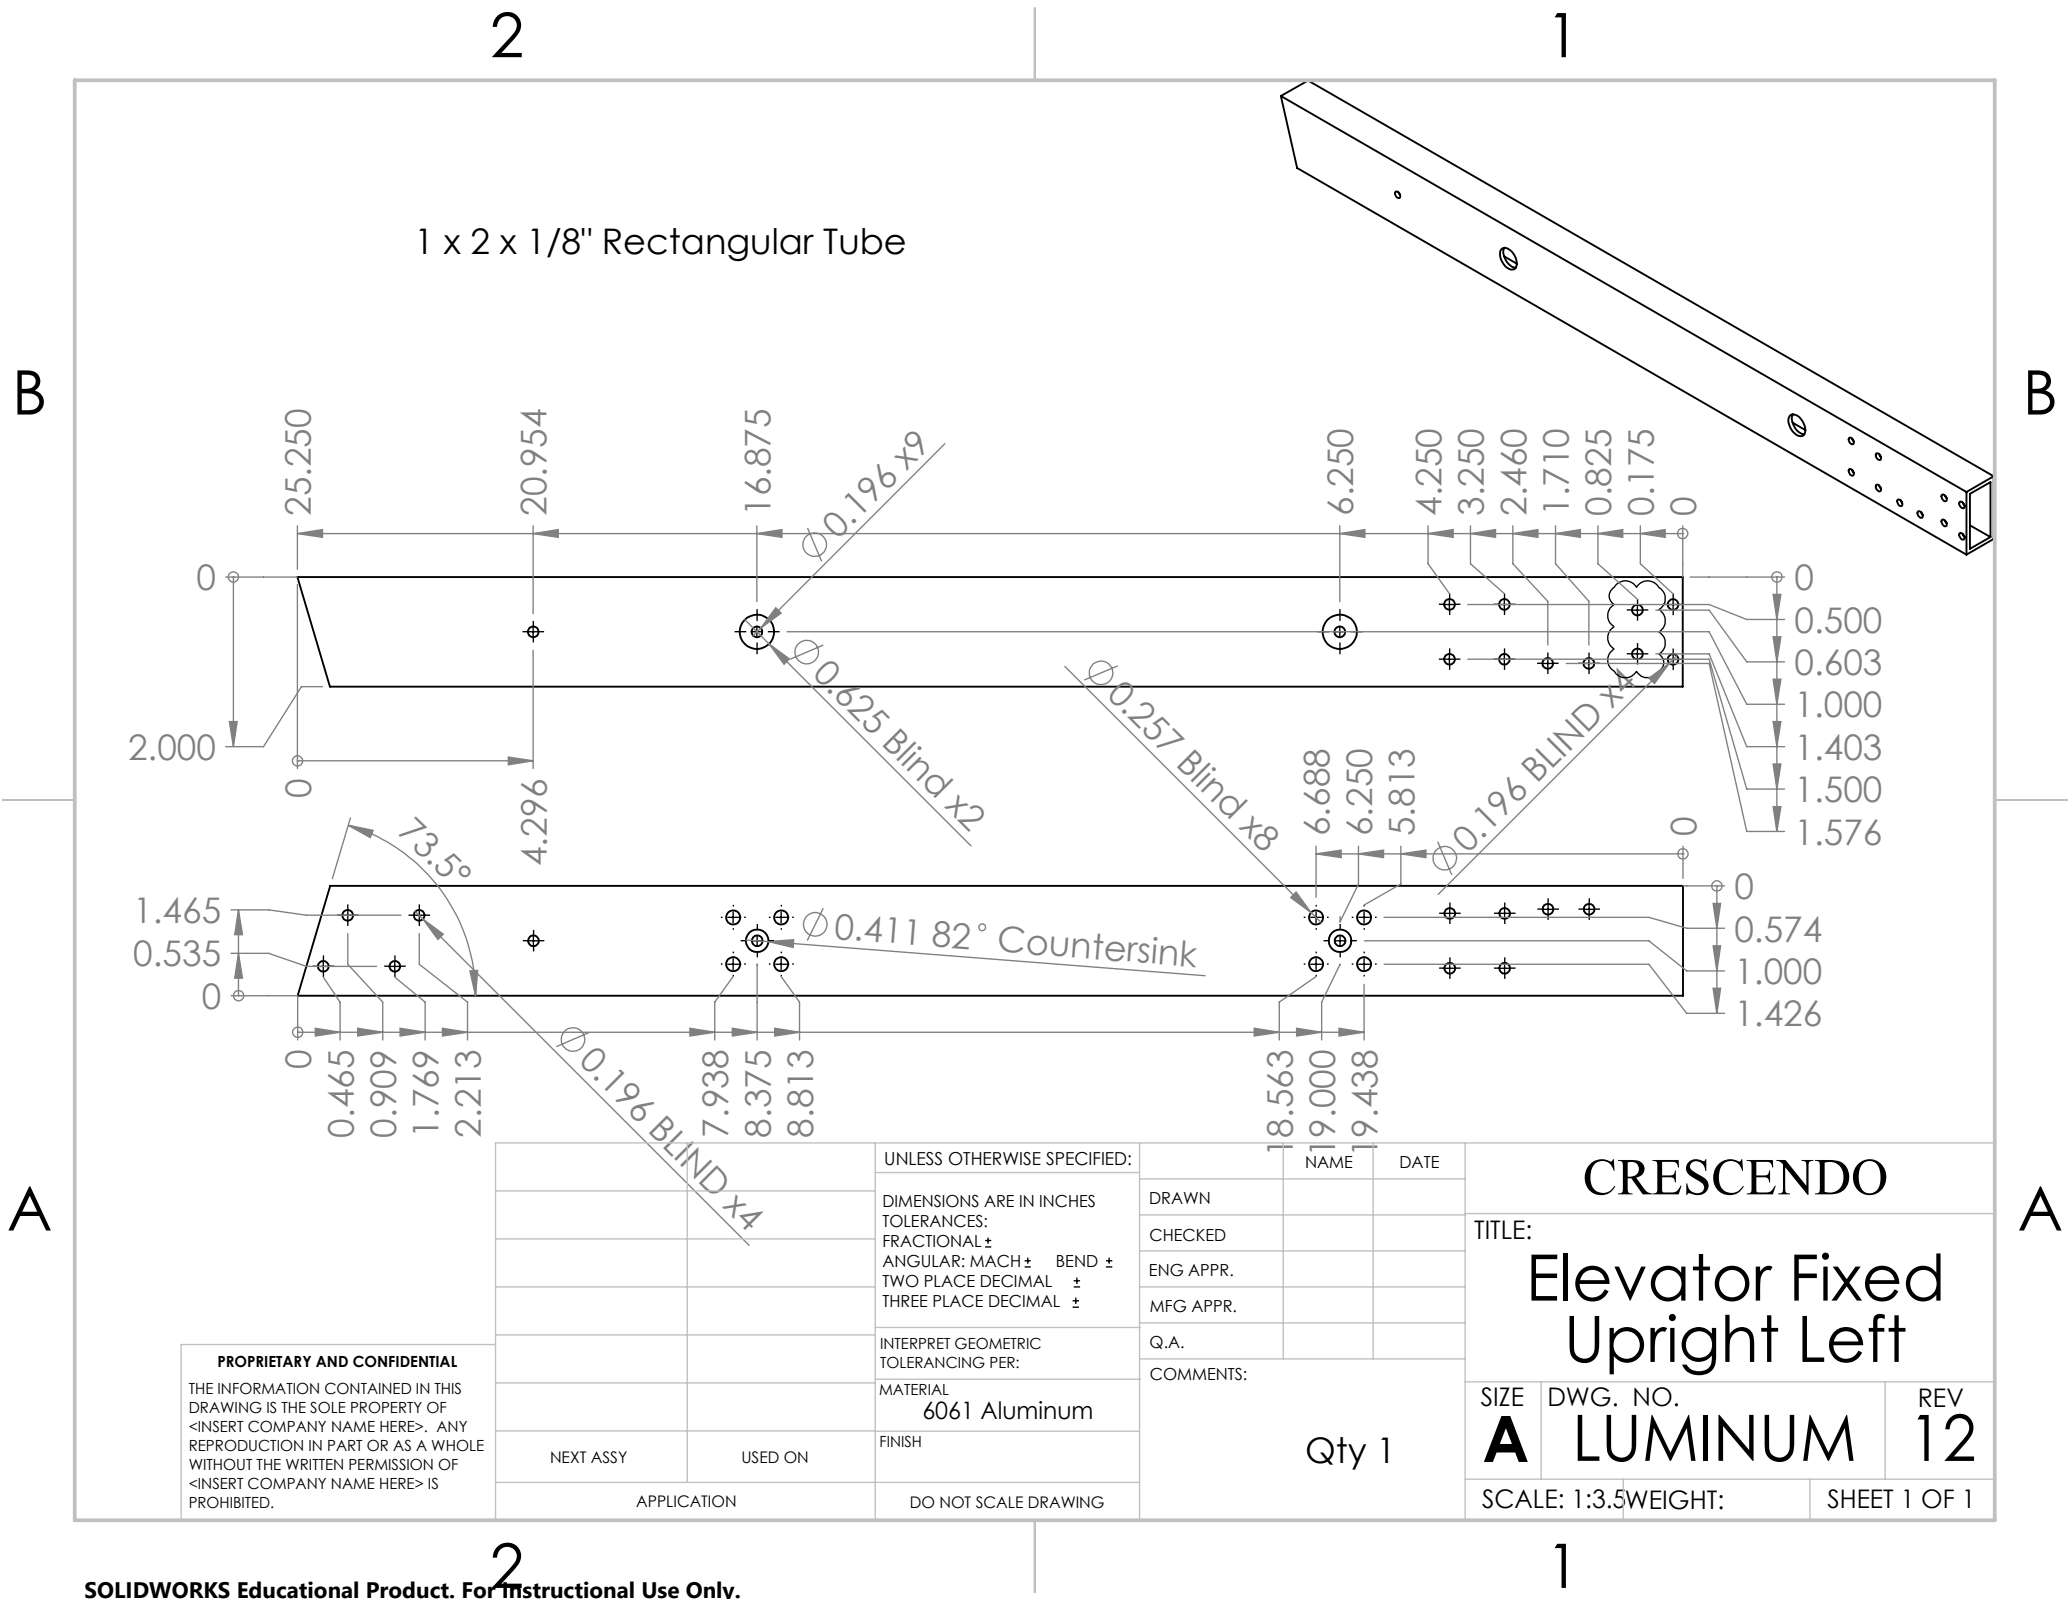 2
1
1 x 2 x 1/8" Rectangular Tube
B
B
25.250
20.954
16.875
6.250
4.250
3.250
2.460
1.710
0.825
0.175
0
∅0.196 x9
0
2.000
0
4.296
∅0.625 Blind x2
∅0.257 Blind x8
∅0.196 BLIND x4
0
0.500
0.603
1.000
1.403
1.500
1.576
73.5°
6.688
6.250
5.813
0
1.465
0.535
0
∅0.411 82° Countersink
0
0.574
1.000
1.426
0
0.465
0.909
1.769
2.213
7.938
8.375
8.813
18.563
19.000
19.438
∅0.196 BLIND x4
A
A
PROPRIETARY AND CONFIDENTIAL
THE INFORMATION CONTAINED IN THIS
DRAWING IS THE SOLE PROPERTY OF
<INSERT COMPANY NAME HERE>. ANY
REPRODUCTION IN PART OR AS A WHOLE
WITHOUT THE WRITTEN PERMISSION OF
<INSERT COMPANY NAME HERE> IS
PROHIBITED.
NEXT ASSY
USED ON
APPLICATION
UNLESS OTHERWISE SPECIFIED:
DIMENSIONS ARE IN INCHES
TOLERANCES:
FRACTIONAL ±
ANGULAR: MACH ± BEND ±
TWO PLACE DECIMAL ±
THREE PLACE DECIMAL ±
INTERPRET GEOMETRIC
TOLERANCING PER:
MATERIAL
6061 Aluminum
FINISH
DO NOT SCALE DRAWING
NAME
DATE
DRAWN
CHECKED
ENG APPR.
MFG APPR.
Q.A.
COMMENTS:
Qty 1
CRESCENDO
TITLE:
Elevator Fixed
Upright Left
SIZE
A
DWG. NO.
LUMINUM
REV
12
SCALE: 1:3.5
WEIGHT:
SHEET 1 OF 1
2
1
SOLIDWORKS Educational Product. For Instructional Use Only.